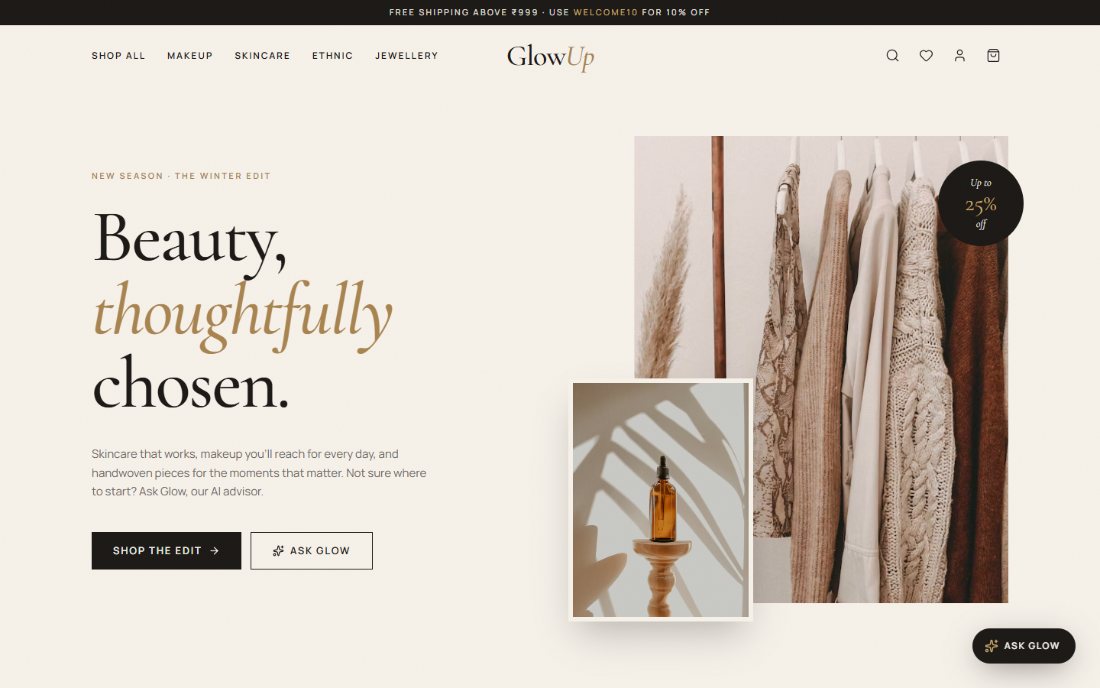 FREE SHIPPING ABOVE ₹999 · USE WELCOME10 FOR 10% OFF
SHOP ALL MAKEUP SKINCARE ETHNIC JEWELLERY
GlowUp
NEW SEASON · THE WINTER EDIT
Beauty,
thoughtfully
chosen.
Skincare that works, makeup you'll reach for every day, and
handwoven pieces for the moments that matter. Not sure where
to start? Ask Glow, our AI advisor.
SHOP THE EDIT →
ASK GLOW
Up to
25%
off
ASK GLOW